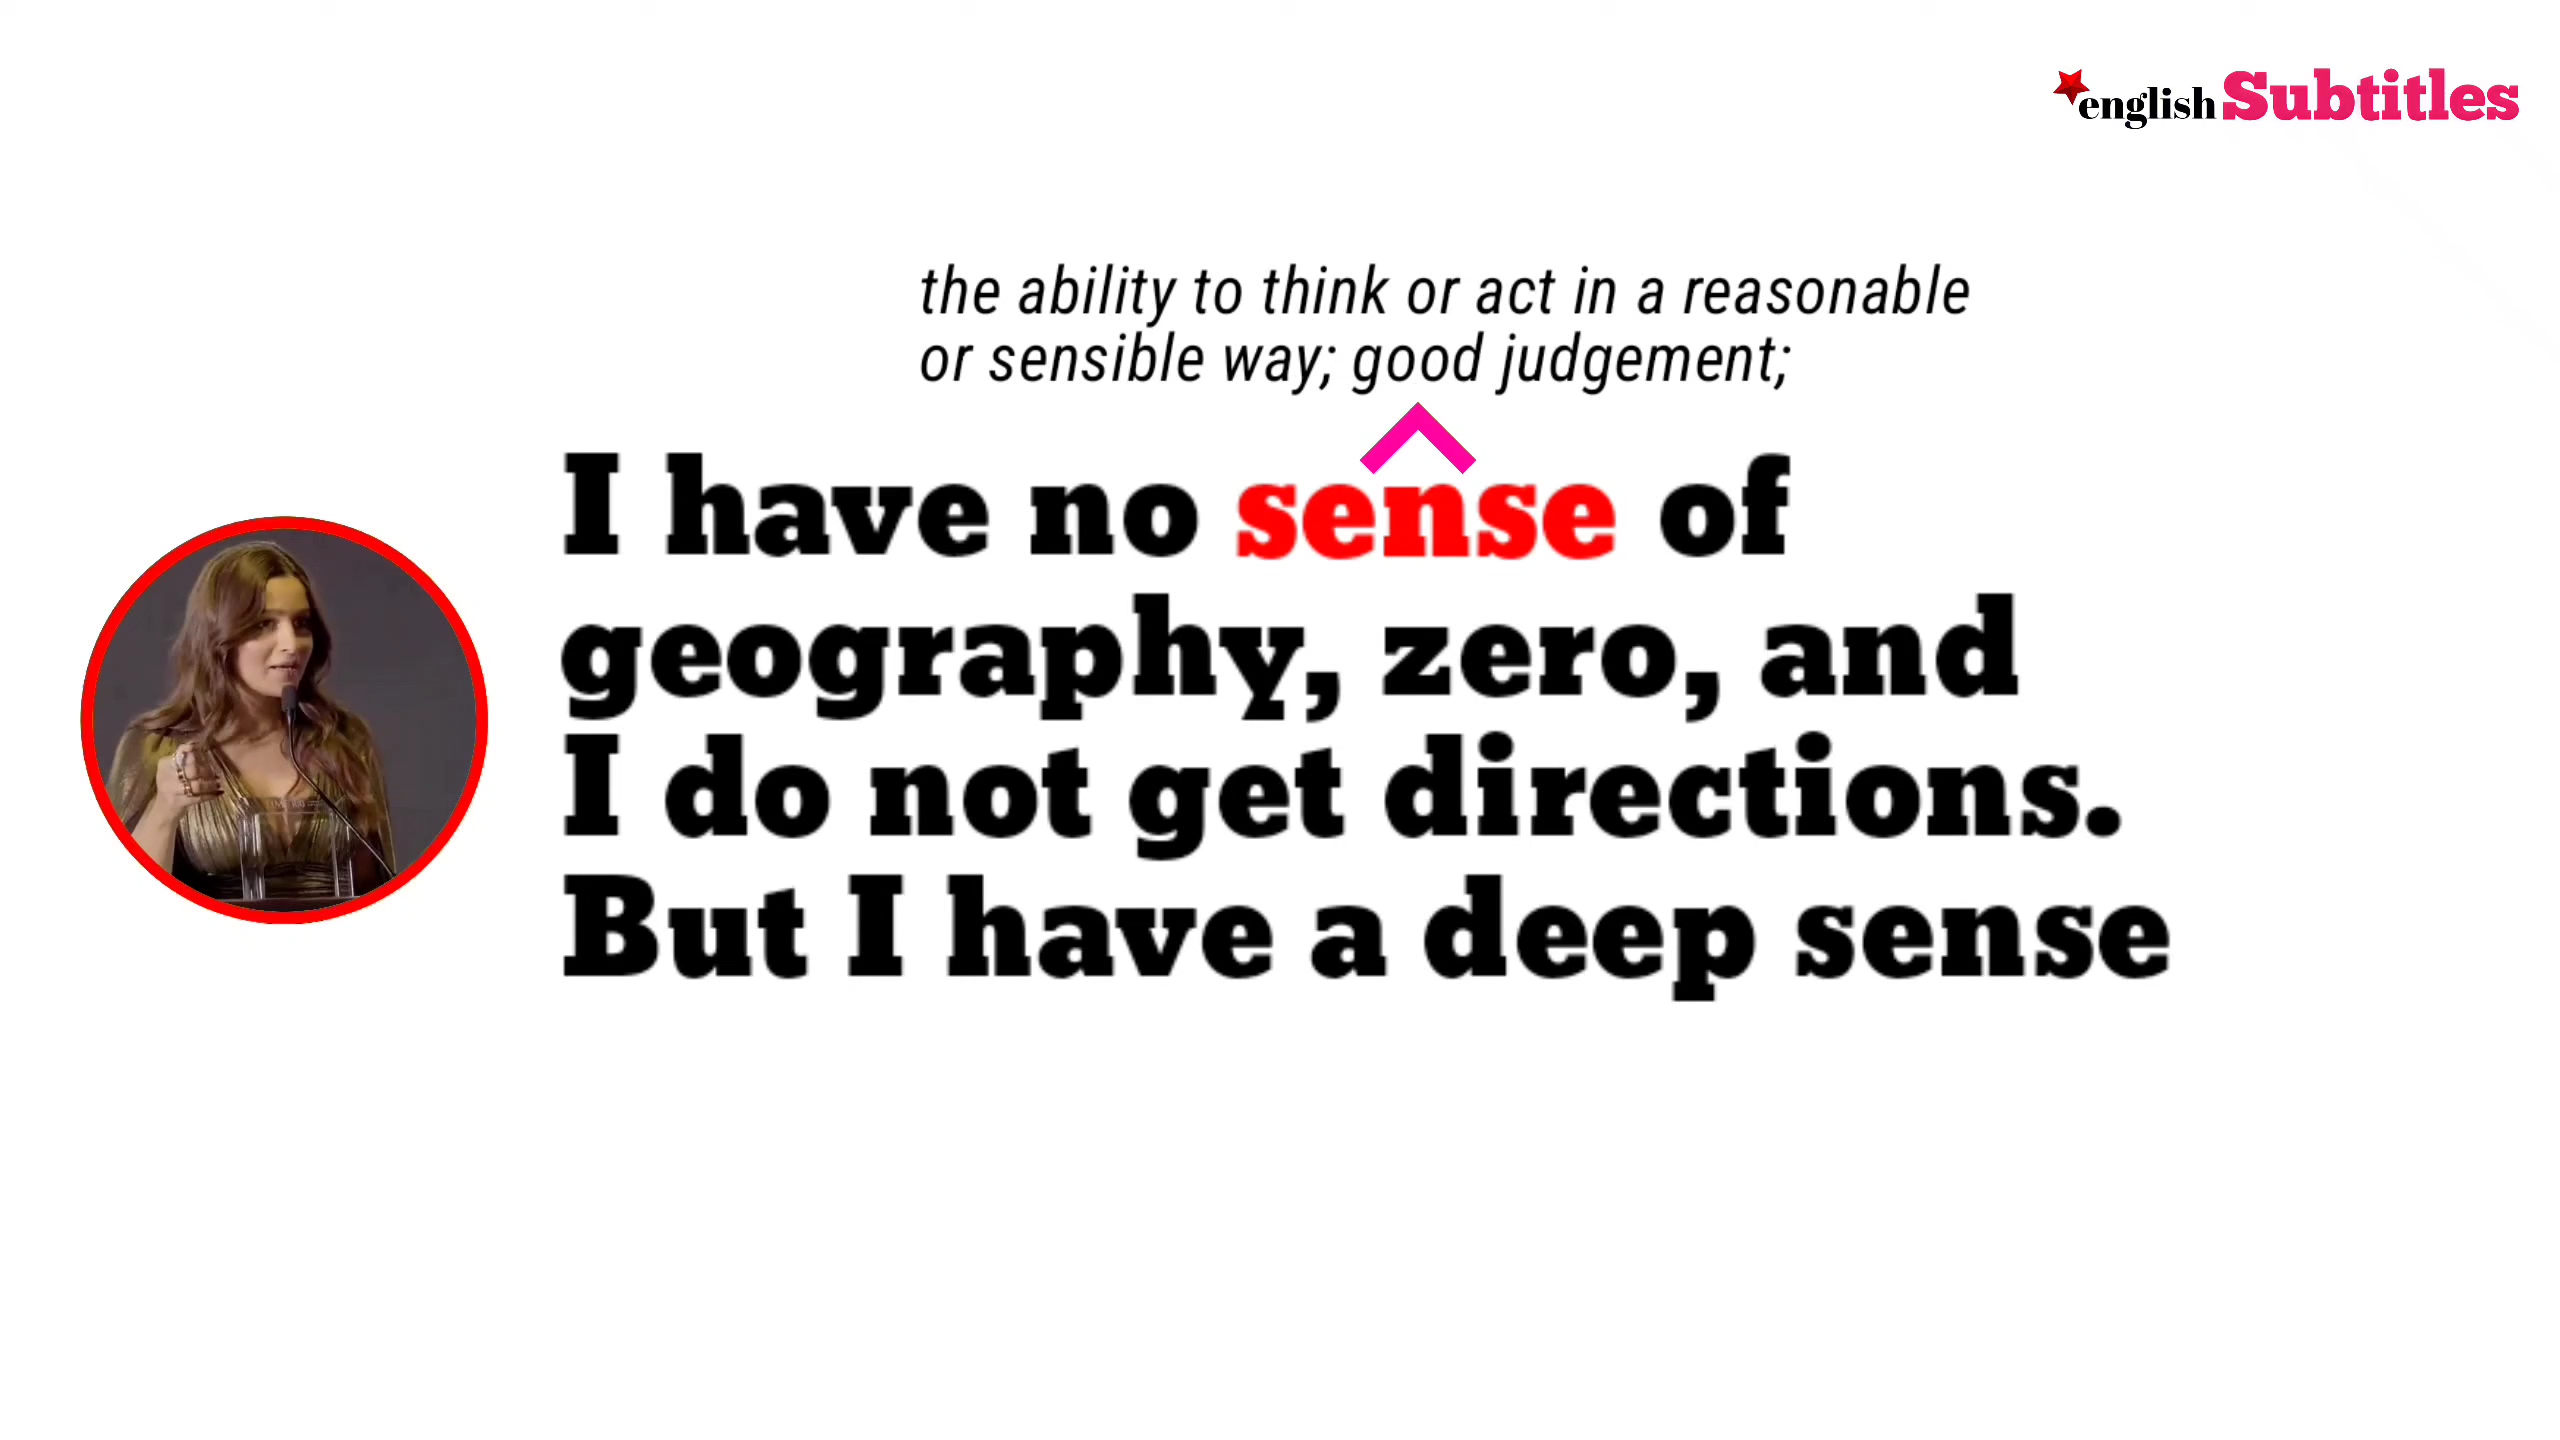 english Subtitles
the ability to think or act in a reasonable
or sensible way; good judgement;
I have no sense of
geography, zero, and
I do not get directions.
But I have a deep sense